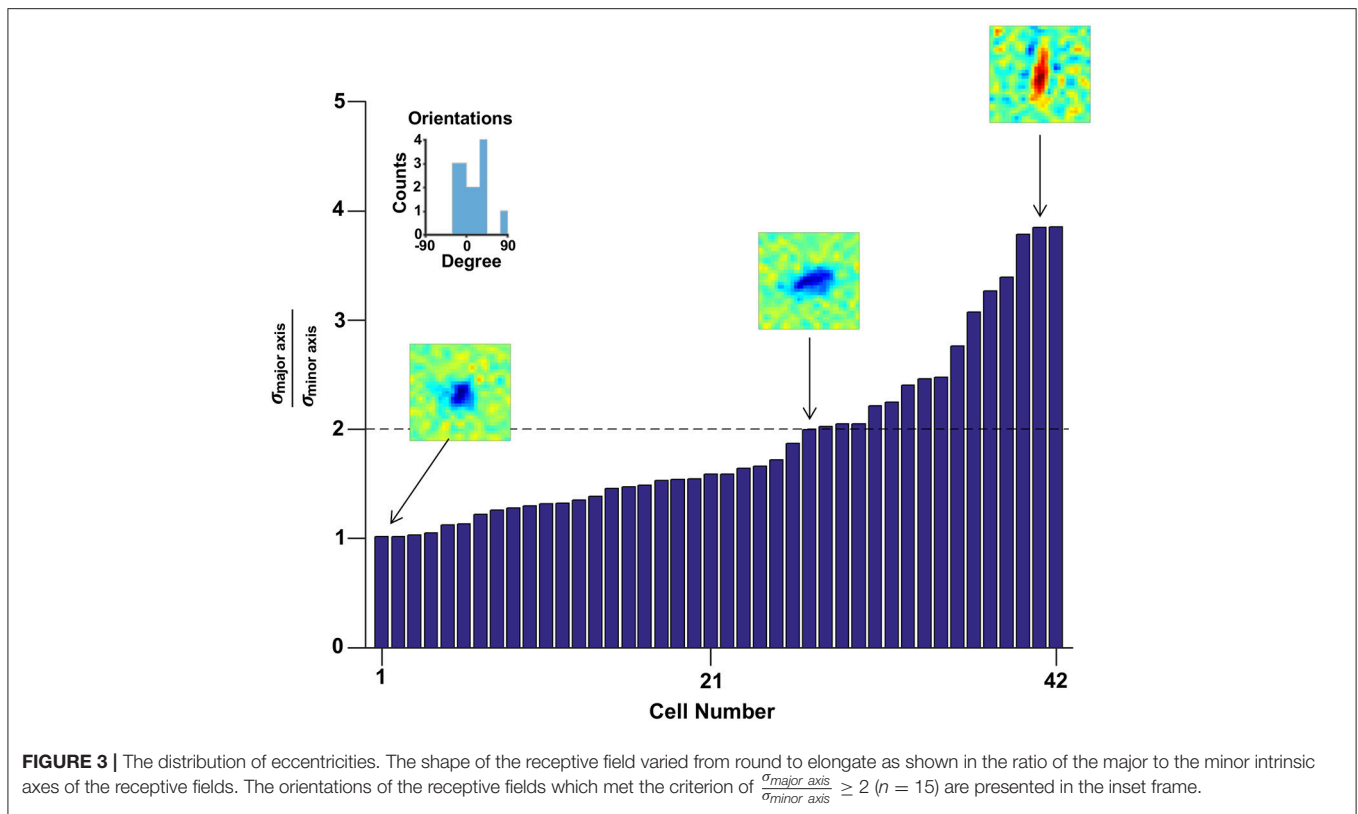 5
Orientations
4
3
2
1
0
Counts
-90 0 90
Degree
4
3
σmajor axis
σminor axis
2
1
0
1 21 42
Cell Number
FIGURE 3 | The distribution of eccentricities. The shape of the receptive field varied from round to elongate as shown in the ratio of the major to the minor intrinsic
axes of the receptive fields. The orientations of the receptive fields which met the criterion of σmajor axis / σminor axis ≥ 2 (n = 15) are presented in the inset frame.